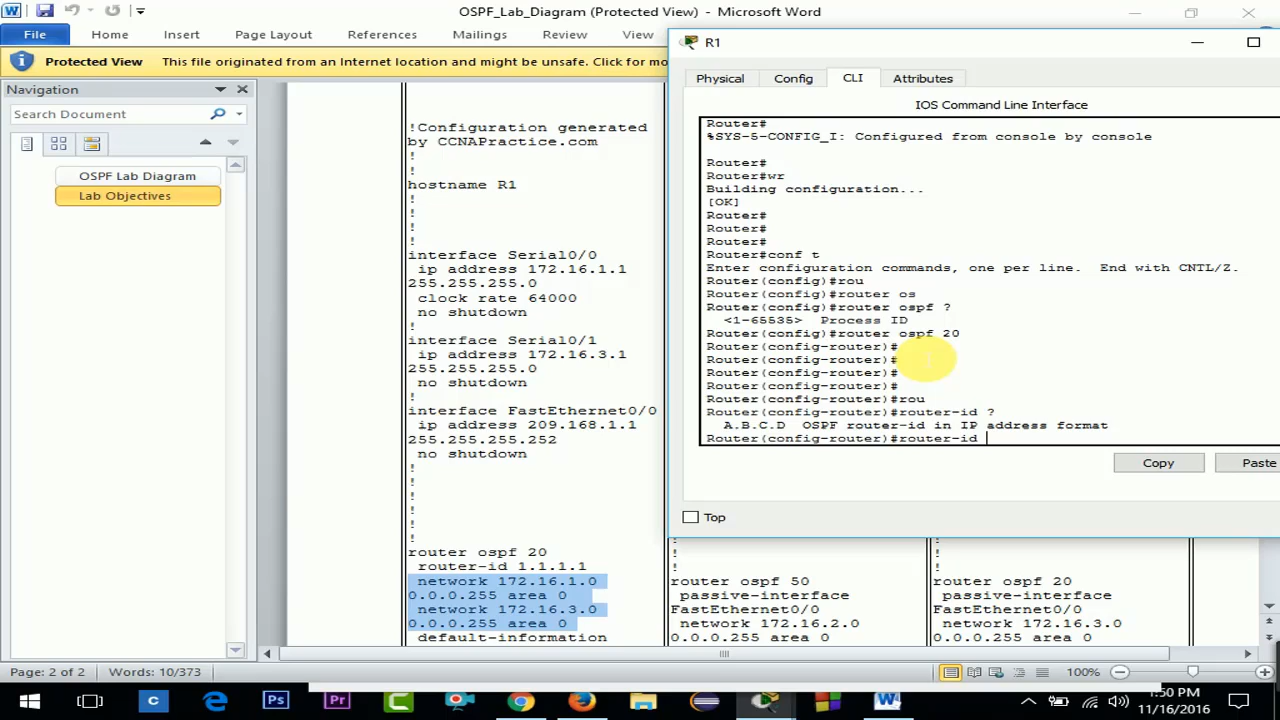 OSPF_Lab_Diagram (Protected View) - Microsoft Word
File Home Insert Page Layout References Mailings Review View
Protected View This file originated from an Internet location and might be unsafe. Click for mo
Navigation
Search Document
OSPF Lab Diagram
Lab Objectives
!Configuration generated
by CCNAPractice.com
!
!
hostname R1
!
!
!
!
interface Serial0/0
ip address 172.16.1.1
255.255.255.0
clock rate 64000
no shutdown
!
interface Serial0/1
ip address 172.16.3.1
255.255.255.0
no shutdown
!
interface FastEthernet0/0
ip address 209.168.1.1
255.255.255.252
no shutdown
!
!
!
!
!
!
router ospf 20
router-id 1.1.1.1
network 172.16.1.0
0.0.0.255 area 0
network 172.16.3.0
0.0.0.255 area 0
default-information
!
!
router ospf 50
passive-interface
FastEthernet0/0
network 172.16.2.0
0.0.0.255 area 0
!
!
router ospf 20
passive-interface
FastEthernet0/0
network 172.16.3.0
0.0.0.255 area 0
R1
Physical Config CLI Attributes
IOS Command Line Interface
Router#
%SYS-5-CONFIG_I: Configured from console by console
Router#
Router#wr
Building configuration...
[OK]
Router#
Router#
Router#
Router#conf t
Enter configuration commands, one per line. End with CNTL/Z.
Router(config)#rou
Router(config)#router os
Router(config)#router ospf ?
<1-65535> Process ID
Router(config)#router ospf 20
Router(config-router)#
Router(config-router)#
Router(config-router)#
Router(config-router)#
Router(config-router)#rou
Router(config-router)#router-id ?
A.B.C.D OSPF router-id in IP address format
Router(config-router)#router-id
Copy Paste
Top
Page: 2 of 2 Words: 10/373
100%
C Ps Pr
1:50 PM
11/16/2016